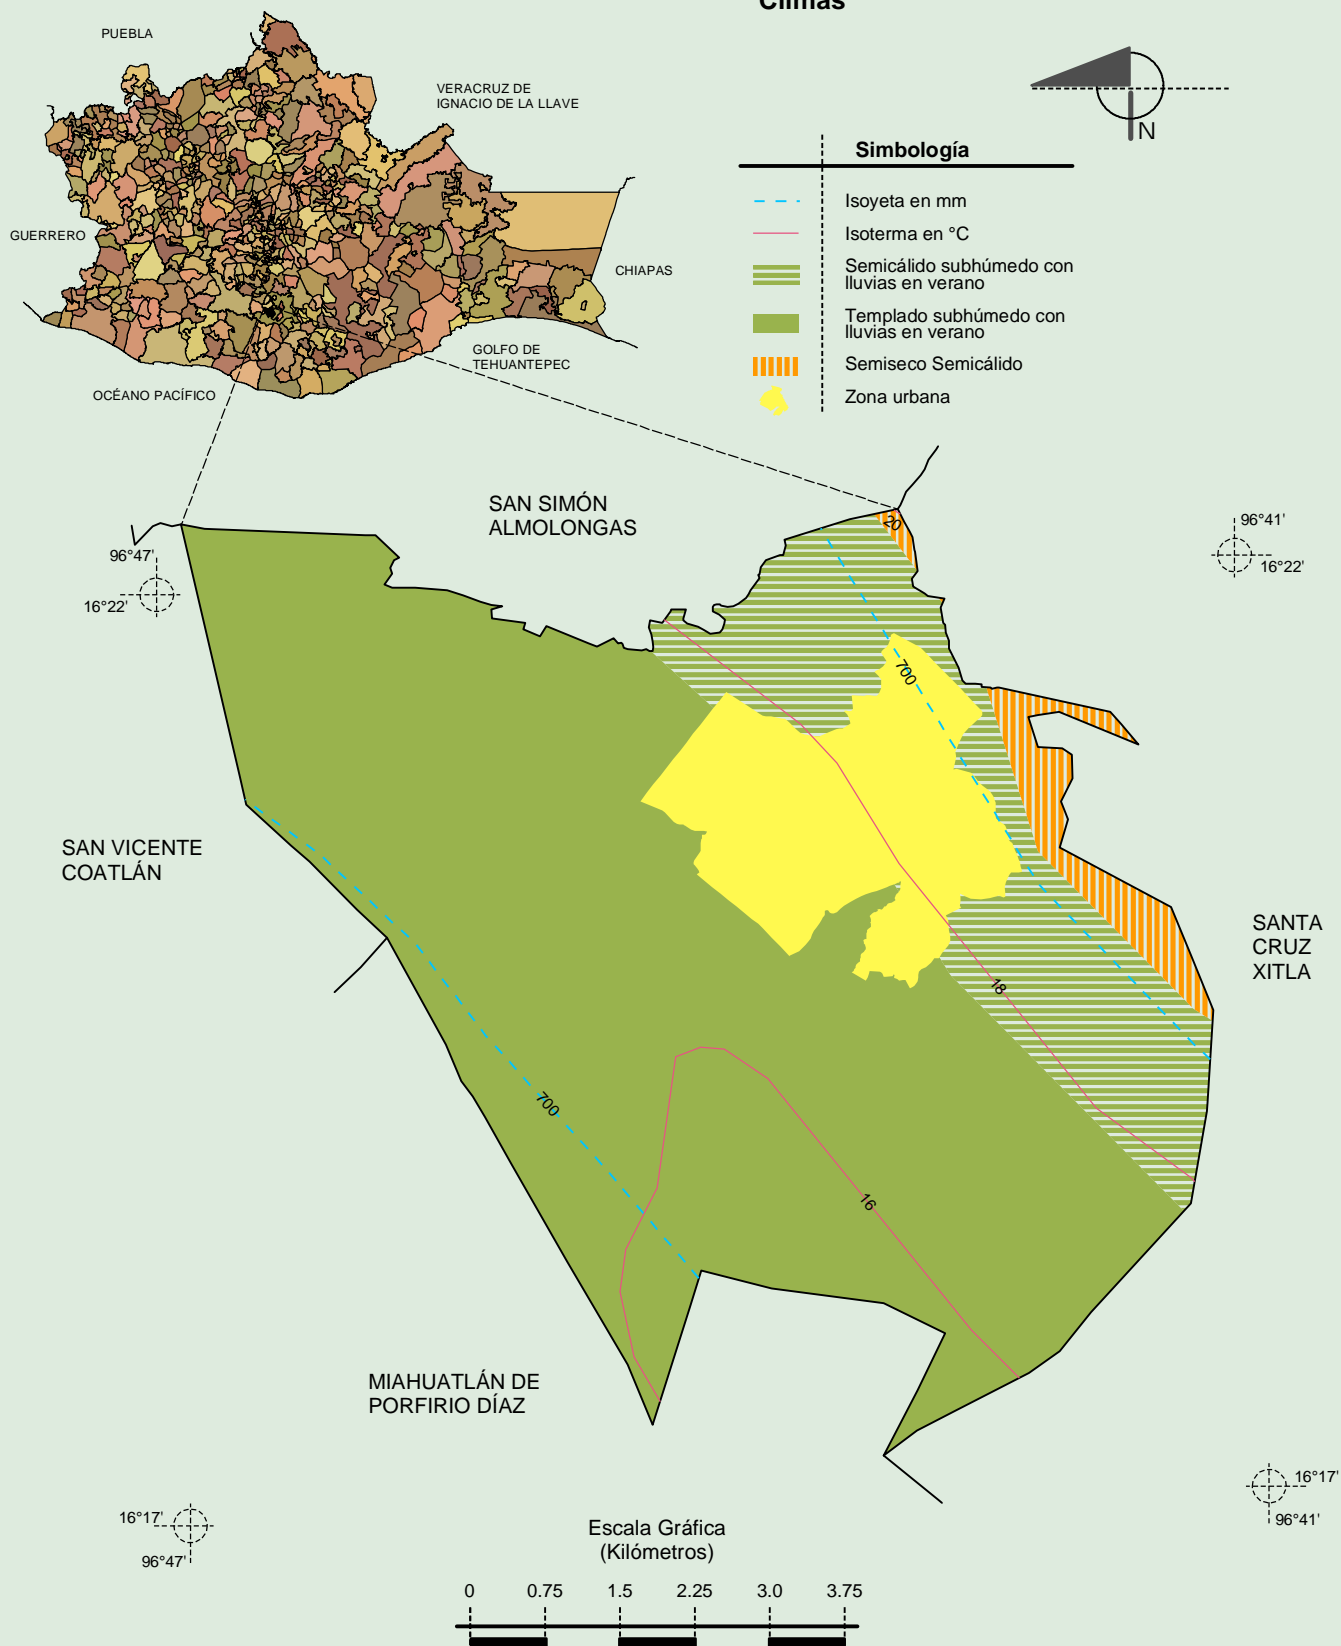 Climas
PUEBLA
VERACRUZ DE
IGNACIO DE LA LLAVE
GUERRERO
CHIAPAS
GOLFO DE
TEHUANTEPEC
OCÉANO PACÍFICO
N
Simbología
Isoyeta en mm
Isoterma en °C
Semicálido subhúmedo con
lluvias en verano
Templado subhúmedo con
lluvias en verano
Semiseco Semicálido
Zona urbana
SAN SIMÓN
ALMOLONGAS
20
96°41'
16°22'
96°47'
16°22'
700
SAN VICENTE
COATLÁN
SANTA
CRUZ
XITLA
18
700
16
MIAHUATLÁN DE
PORFIRIO DÍAZ
16°17'
96°41'
16°17'
96°47'
Escala Gráfica
(Kilómetros)
0 0.75 1.5 2.25 3.0 3.75